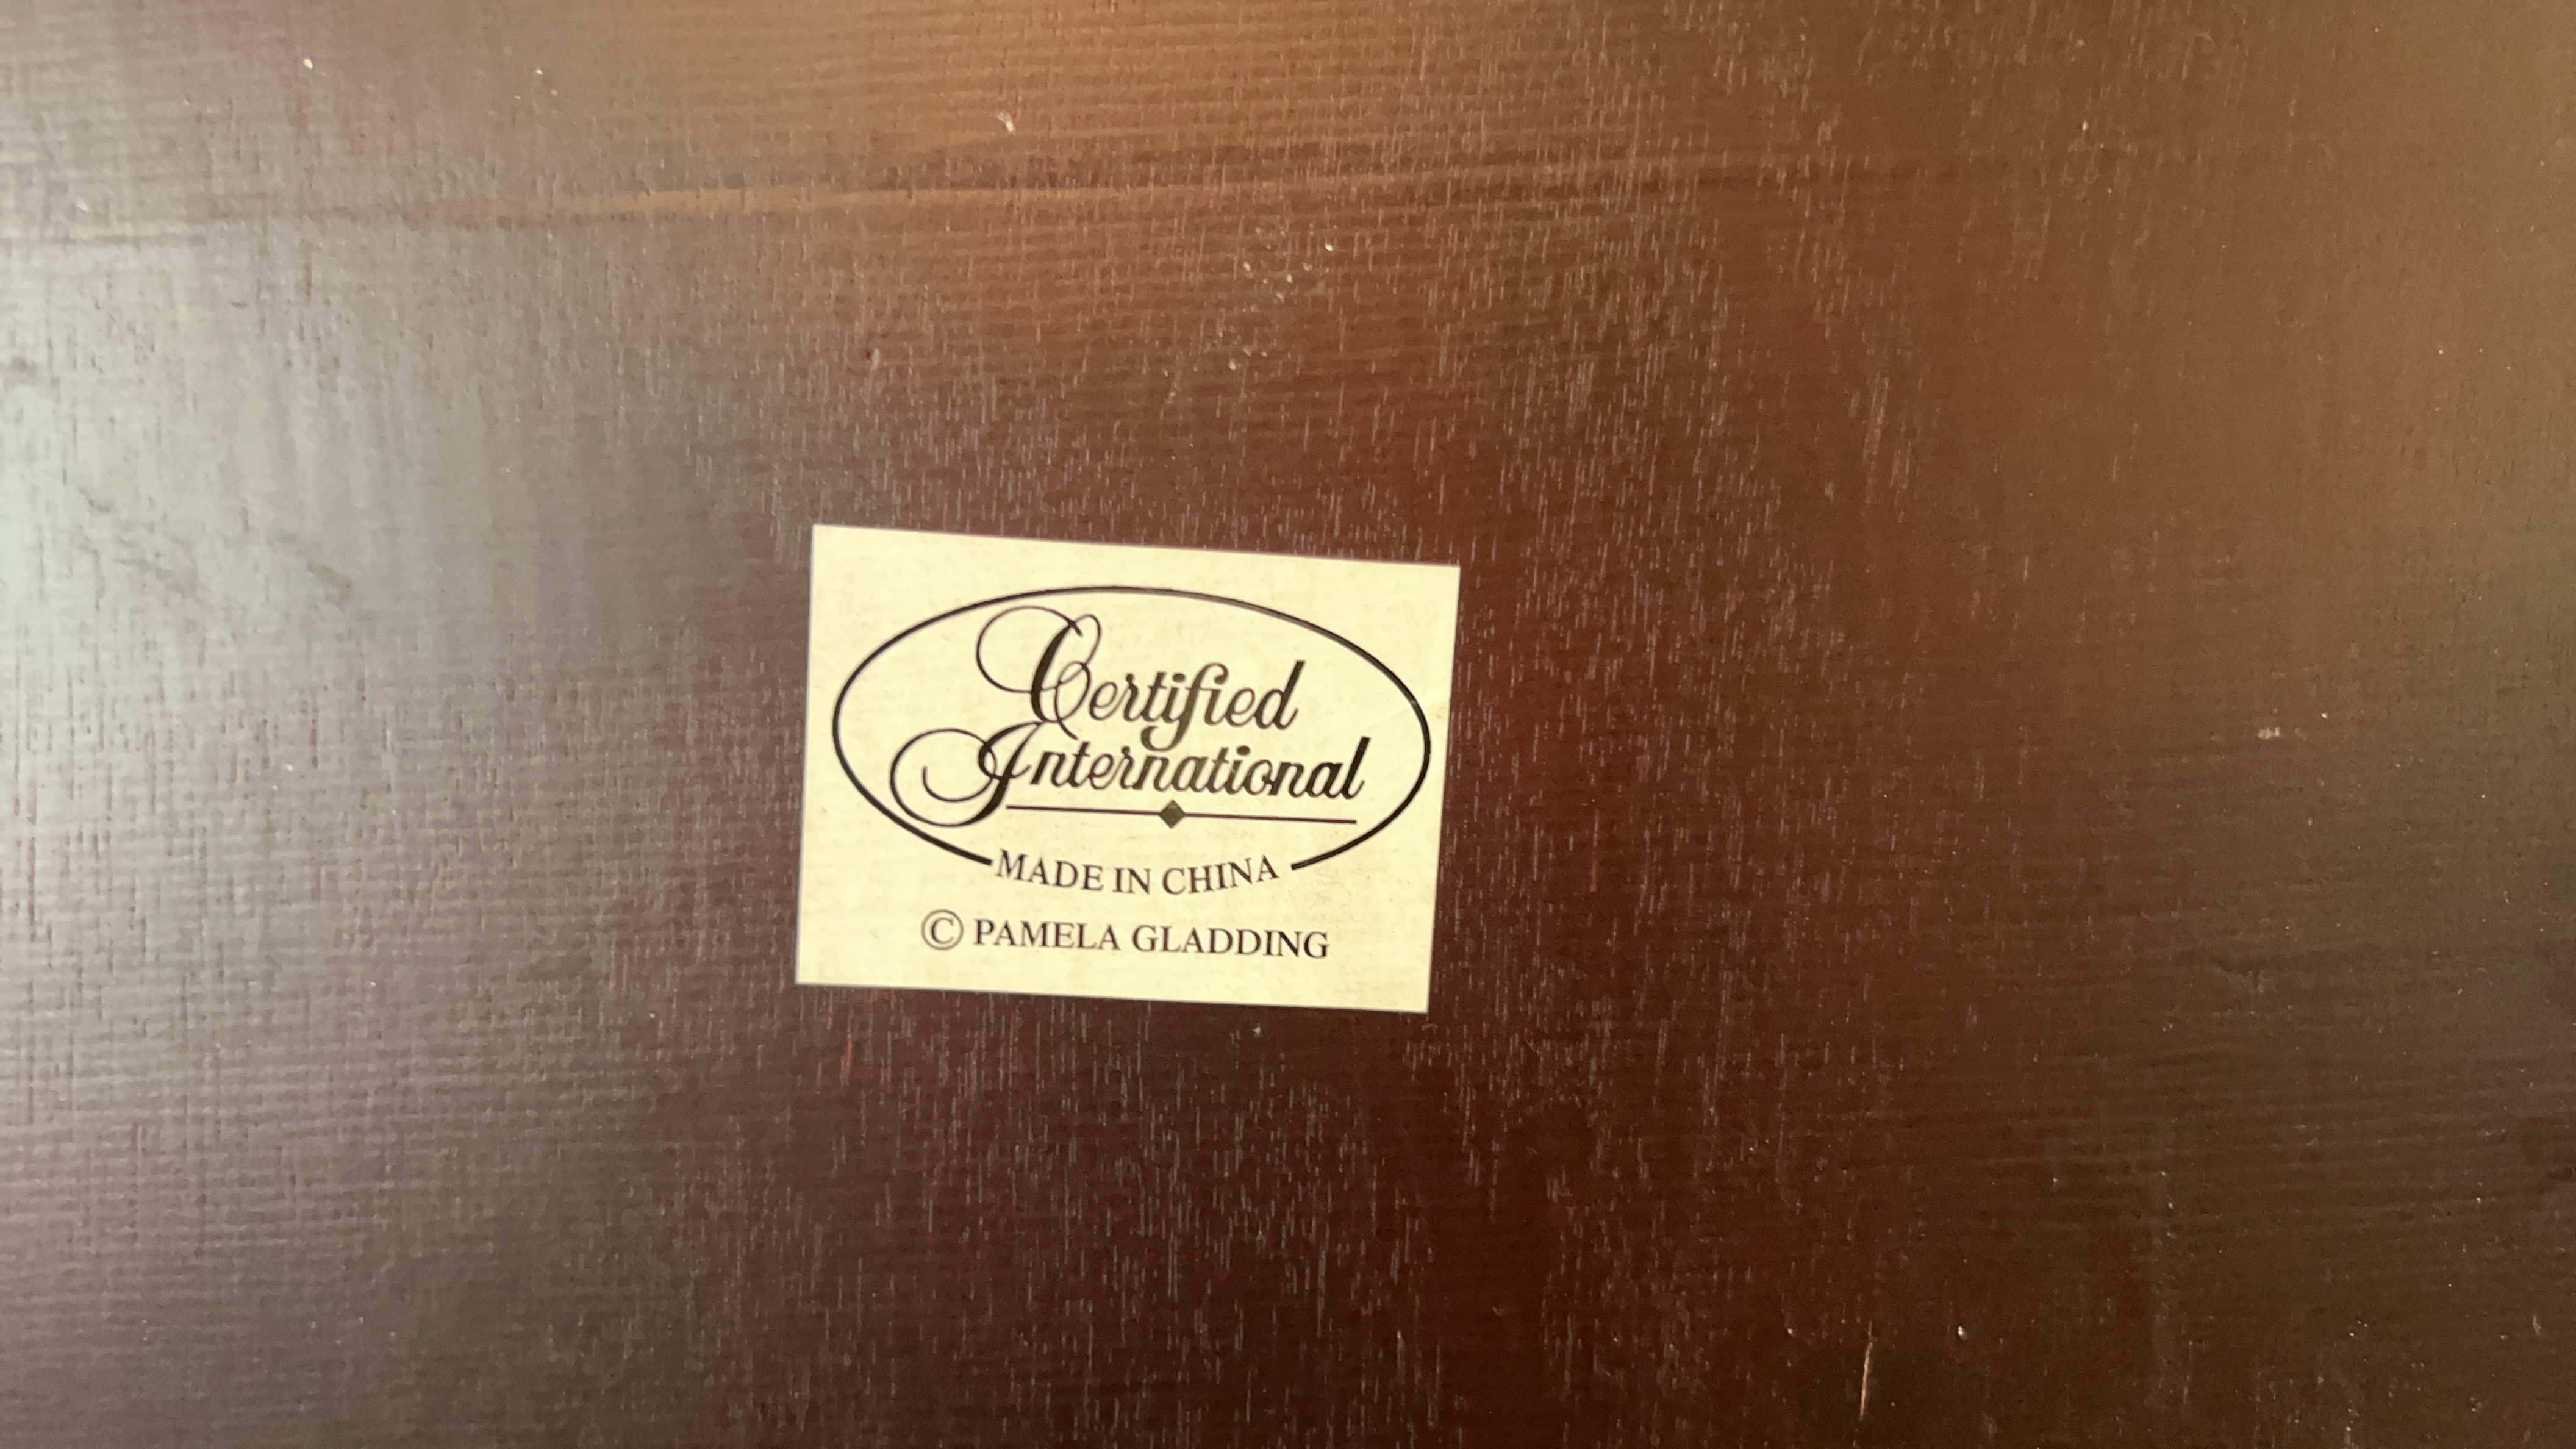 Certified
International
MADE IN CHINA
© PAMELA GLADDING